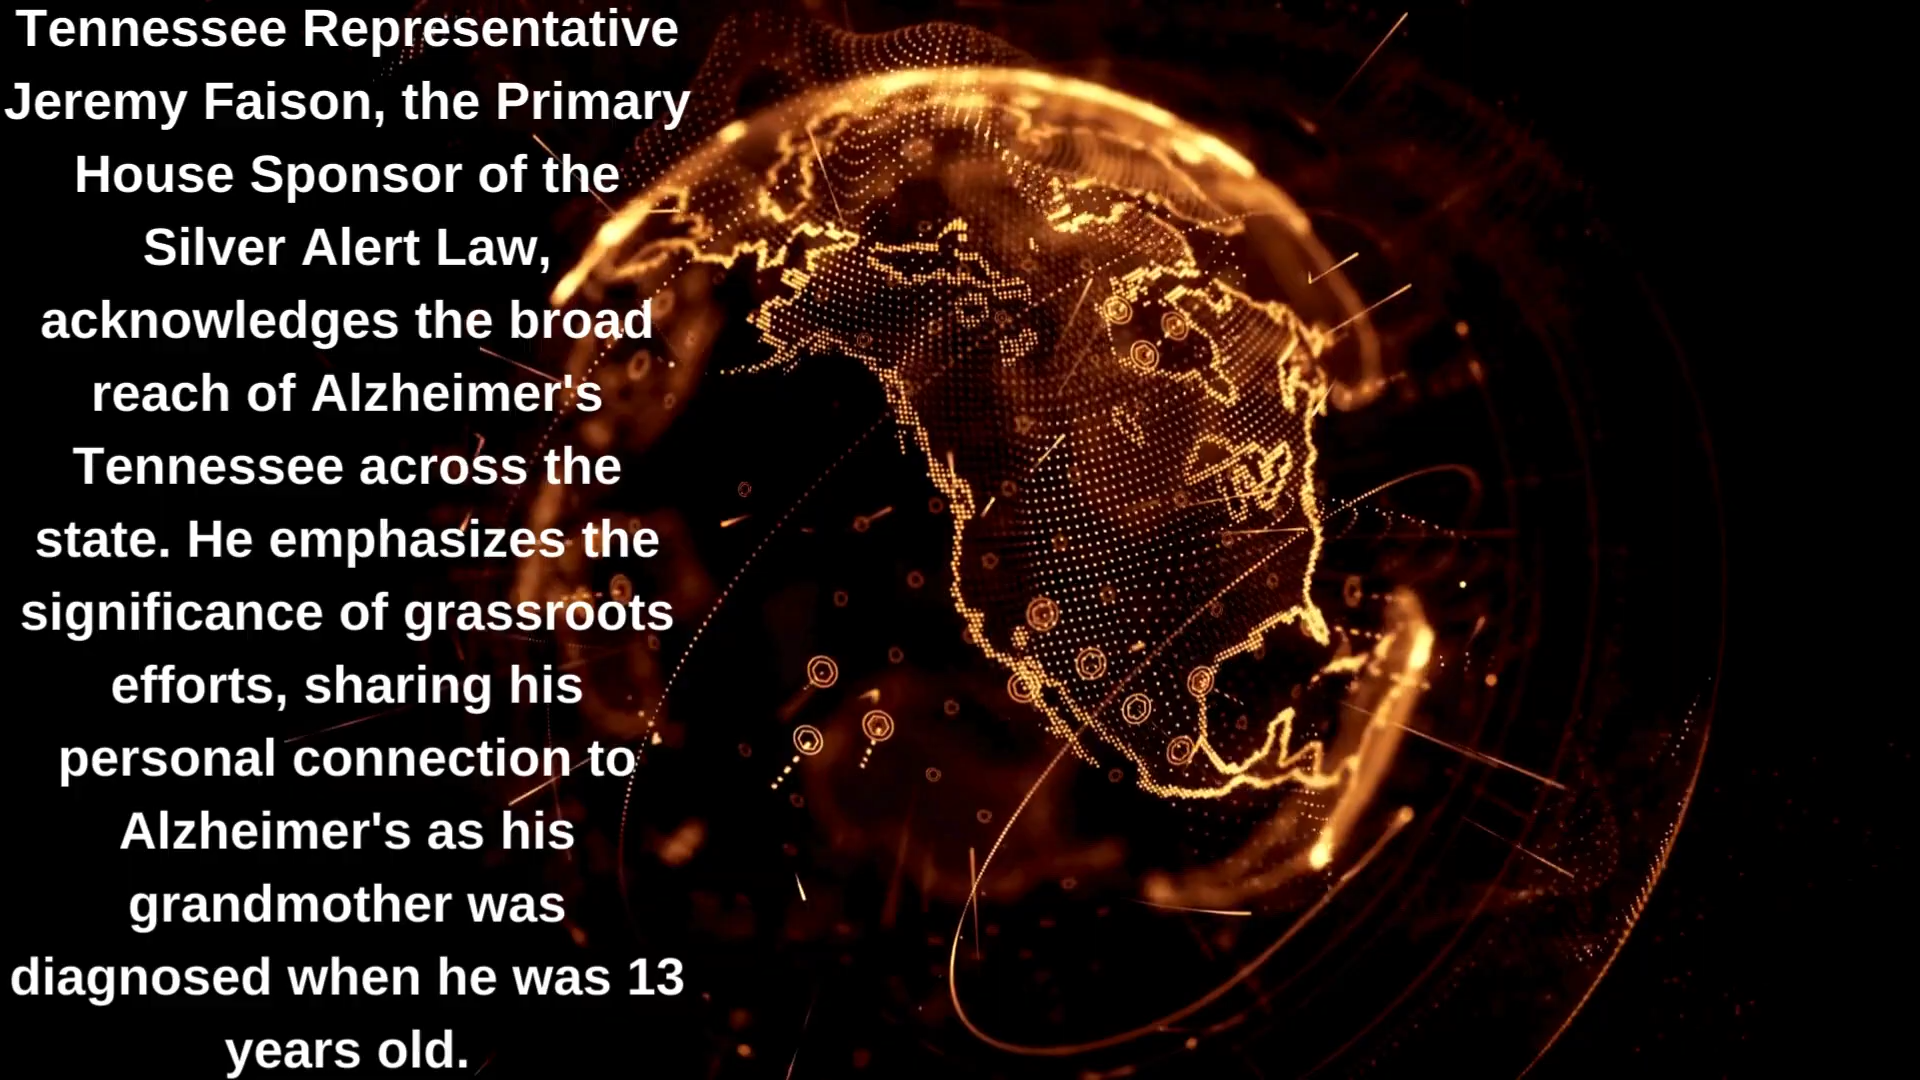 Tennessee Representative
Jeremy Faison, the Primary
House Sponsor of the
Silver Alert Law,
acknowledges the broad
reach of Alzheimer's
Tennessee across the
state. He emphasizes the
significance of grassroots
efforts, sharing his
personal connection to
Alzheimer's as his
grandmother was
diagnosed when he was 13
years old.